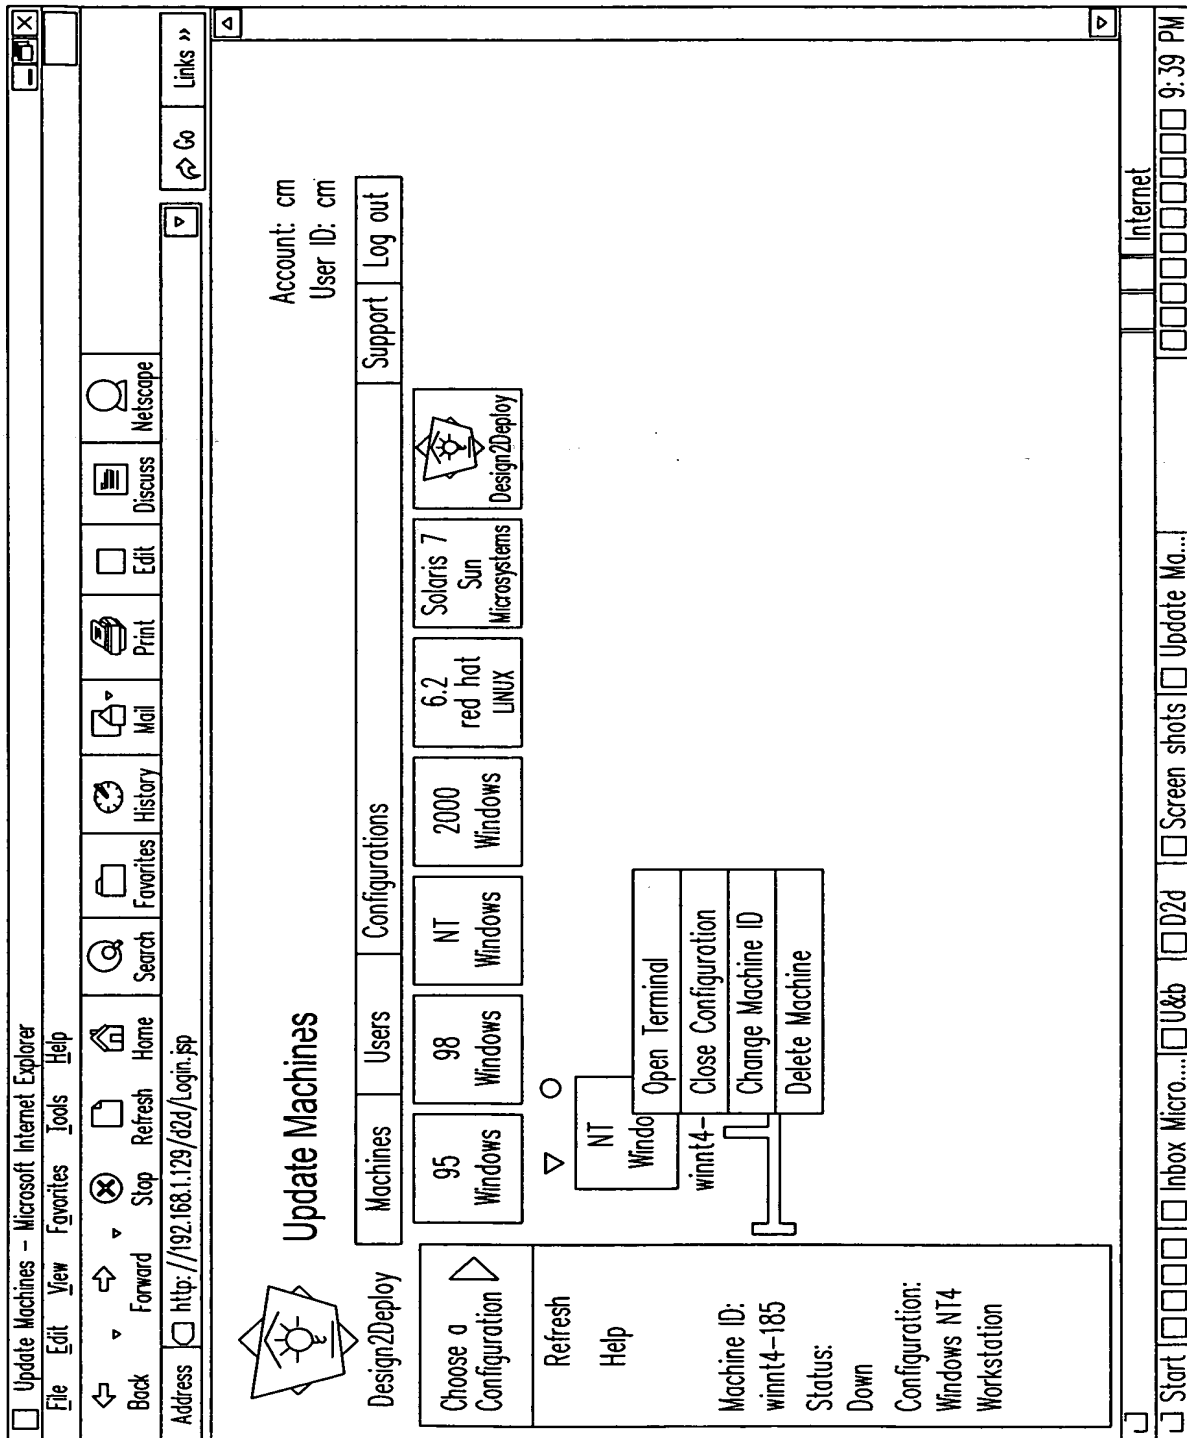 Update Machines – Microsoft Internet Explorer
File Edit View Favorites Tools Help
Back Forward Stop Refresh Home Search Favorites History Mail Print Edit Discuss Netscape
Address http://192.168.1.129/d2d/Login.jsp Go Links »
Design2Deploy
Update Machines
Account: cm
User ID: cm
Machines Users Configurations Support Log out
Choose a
Configuration
95
Windows
98
Windows
NT
Windows
2000
Windows
6.2
red hat
LINUX
Solaris 7
Sun
Microsystems
Design2Deploy
Refresh
Help
Machine ID:
winnt4–185
Status:
Down
Configuration:
Windows NT4
Workstation
NT
Windo
winnt4–
Open Terminal
Close Configuration
Change Machine ID
Delete Machine
Internet
Start Inbox Micro.... U&b D2d Screen shots Update Ma... 9:39 PM